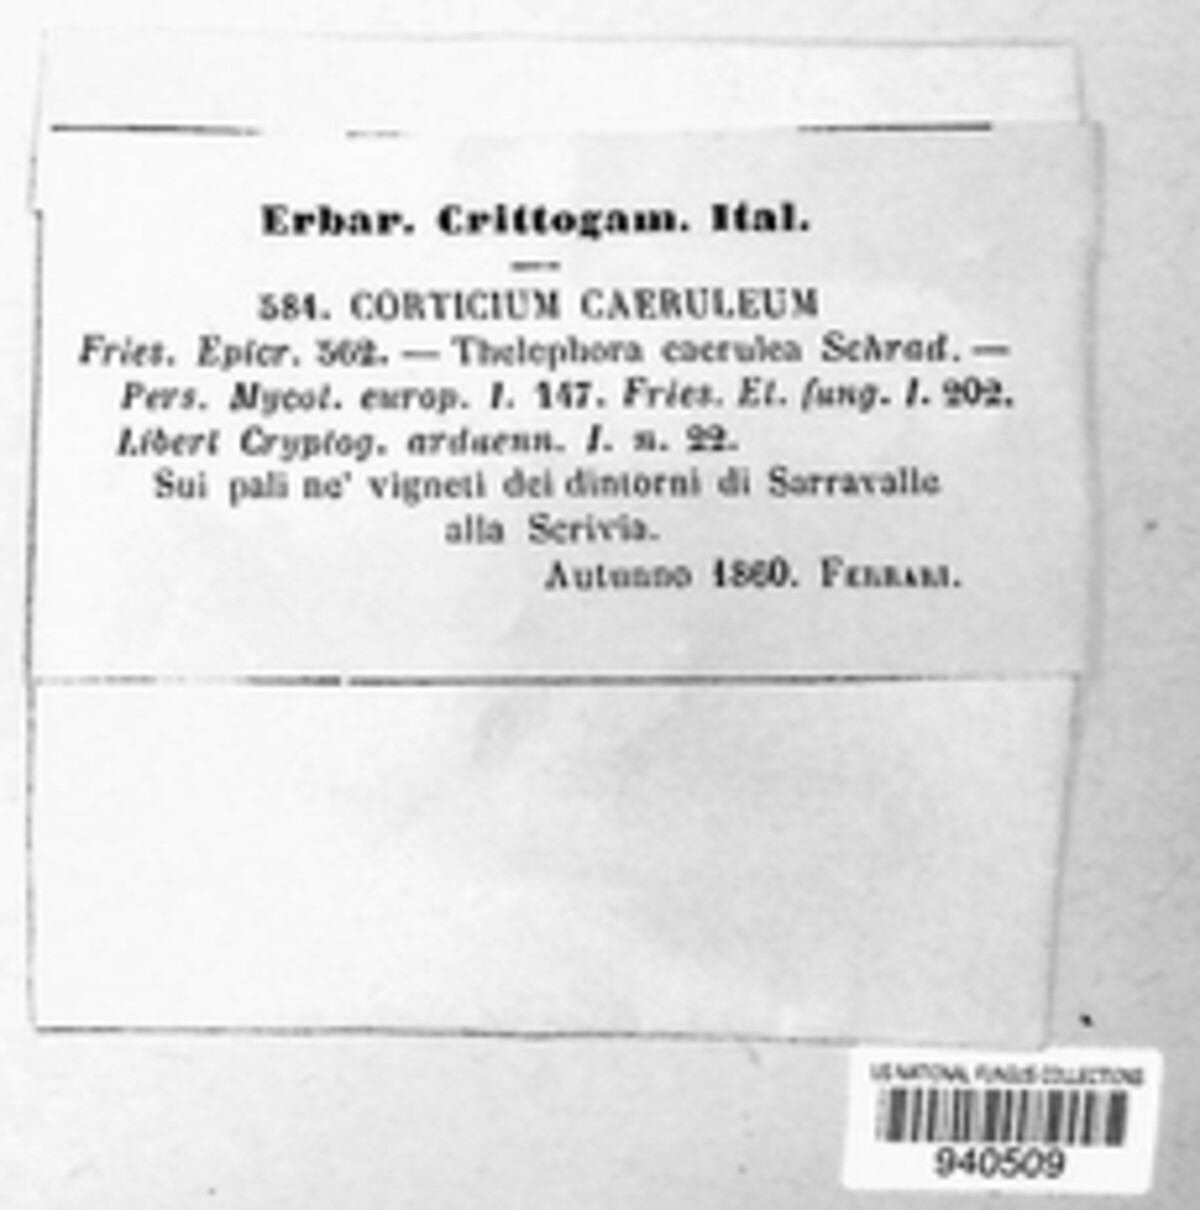 Erbar. Crittogam. Ital.
584. CORTICIUM CAERULEUM
Fries. Epicr. 562. — Thelephora caerulea Schrad. —
Pers. Mycol. europ. I. 147. Fries. El. fung. I. 202.
Libert Cryptog. arduenn. I. n. 22.
Sui pali ne' vigneti dei dintorni di Sarravalle
alla Scrivia.
Autunno 1860. FERRARI.
US NATIONAL FUNGUS COLLECTIONS
940509